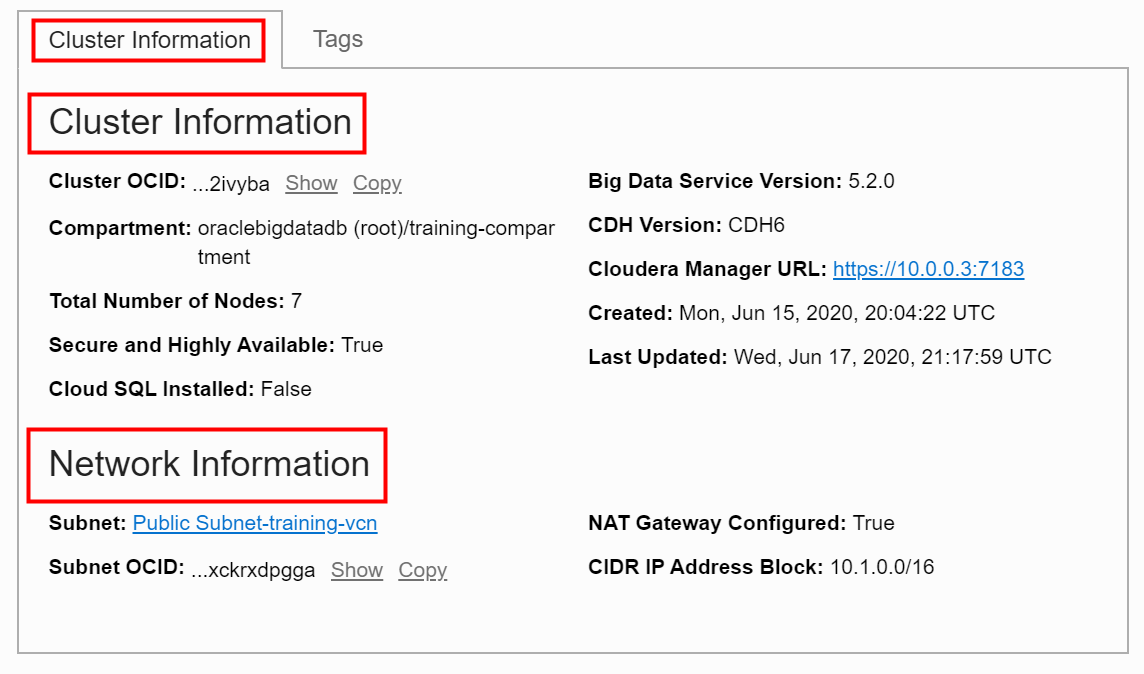 Cluster Information
Tags
Cluster Information
Cluster OCID: ...2ivyba Show Copy
Compartment: oraclebigdatadb (root)/training-compar
tment
Total Number of Nodes: 7
Secure and Highly Available: True
Cloud SQL Installed: False
Big Data Service Version: 5.2.0
CDH Version: CDH6
Cloudera Manager URL: https://10.0.0.3:7183
Created: Mon, Jun 15, 2020, 20:04:22 UTC
Last Updated: Wed, Jun 17, 2020, 21:17:59 UTC
Network Information
Subnet: Public Subnet-training-vcn
Subnet OCID: ...xckrxdpgga Show Copy
NAT Gateway Configured: True
CIDR IP Address Block: 10.1.0.0/16